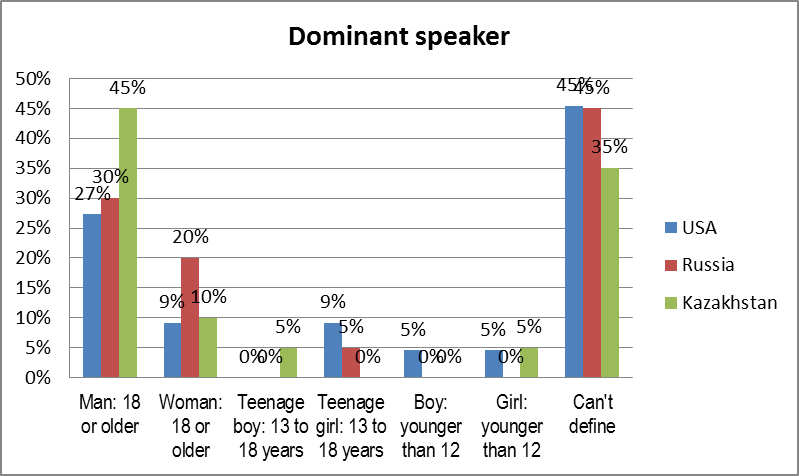 Dominant speaker
50%
45%
40%
35%
30%
25%
20%
15%
10%
5%
0%
27%
30%
45%
9%
20%
10%
0%
0%
5%
9%
5%
0%
5%
0%
0%
5%
0%
5%
45%
45%
35%
Man: 18
or older
Woman:
18 or
older
Teenage
boy: 13 to
18 years
Teenage
girl: 13 to
18 years
Boy:
younger
than 12
Girl:
younger
than 12
Can't
define
USA
Russia
Kazakhstan